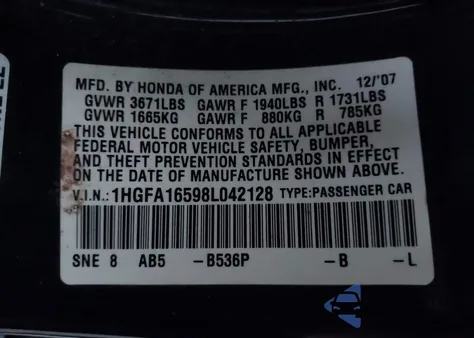 MFD. BY HONDA OF AMERICA MFG., INC. 12/'07
GVWR 3671LBS GAWR F 1940LBS R 1731LBS
GVWR 1665KG GAWR F 880KG R 785KG
THIS VEHICLE CONFORMS TO ALL APPLICABLE
FEDERAL MOTOR VEHICLE SAFETY, BUMPER,
AND THEFT PREVENTION STANDARDS IN EFFECT
ON THE DATE OF MANUFACTURE SHOWN ABOVE.
V.I.N.: 1HGFA16598L042128 TYPE:PASSENGER CAR
SNE 8 AB5 -B536P -B -L